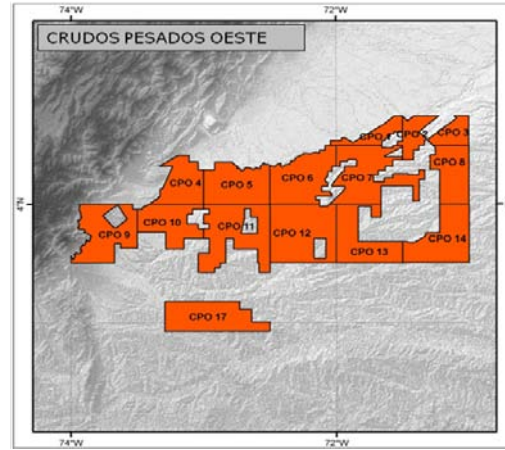 74°W 72°W
CRUDOS PESADOS OESTE
CPO 1 CPO 2 CPO 3
CPO 4 CPO 5 CPO 6 CPO 7 CPO 8
4°N 4°N
CPO 9 CPO 10 CPO 11 CPO 12 CPO 13 CPO 14
CPO 17
74°W 72°W